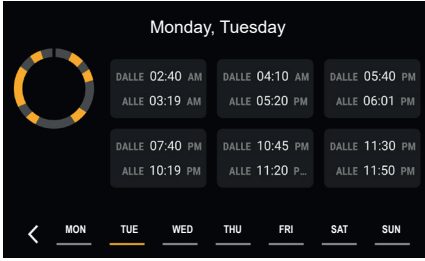 Monday, Tuesday
DALLE 02:40 AM
ALLE 03:19 AM
DALLE 04:10 AM
ALLE 05:20 PM
DALLE 05:40 PM
ALLE 06:01 PM
DALLE 07:40 PM
ALLE 10:19 PM
DALLE 10:45 PM
ALLE 11:20 P...
DALLE 11:30 PM
ALLE 11:50 PM
MON TUE WED THU FRI SAT SUN